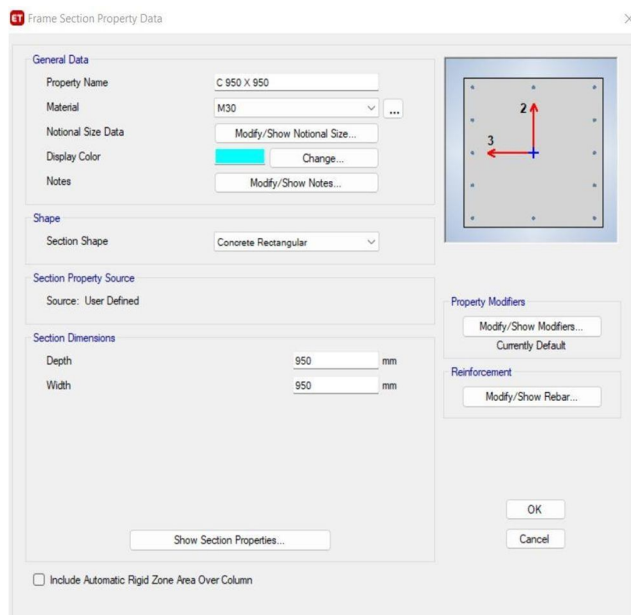 ET Frame Section Property Data
General Data
Property Name C 950 X 950
Material M30 ...
Notional Size Data Modify/Show Notional Size...
Display Color Change...
Notes Modify/Show Notes...
Shape
Section Shape Concrete Rectangular
Section Property Source
Source: User Defined
Section Dimensions
Depth 950 mm
Width 950 mm
Show Section Properties...
Include Automatic Rigid Zone Area Over Column
2
3
Property Modifiers
Modify/Show Modifiers...
Currently Default
Reinforcement
Modify/Show Rebar...
OK
Cancel